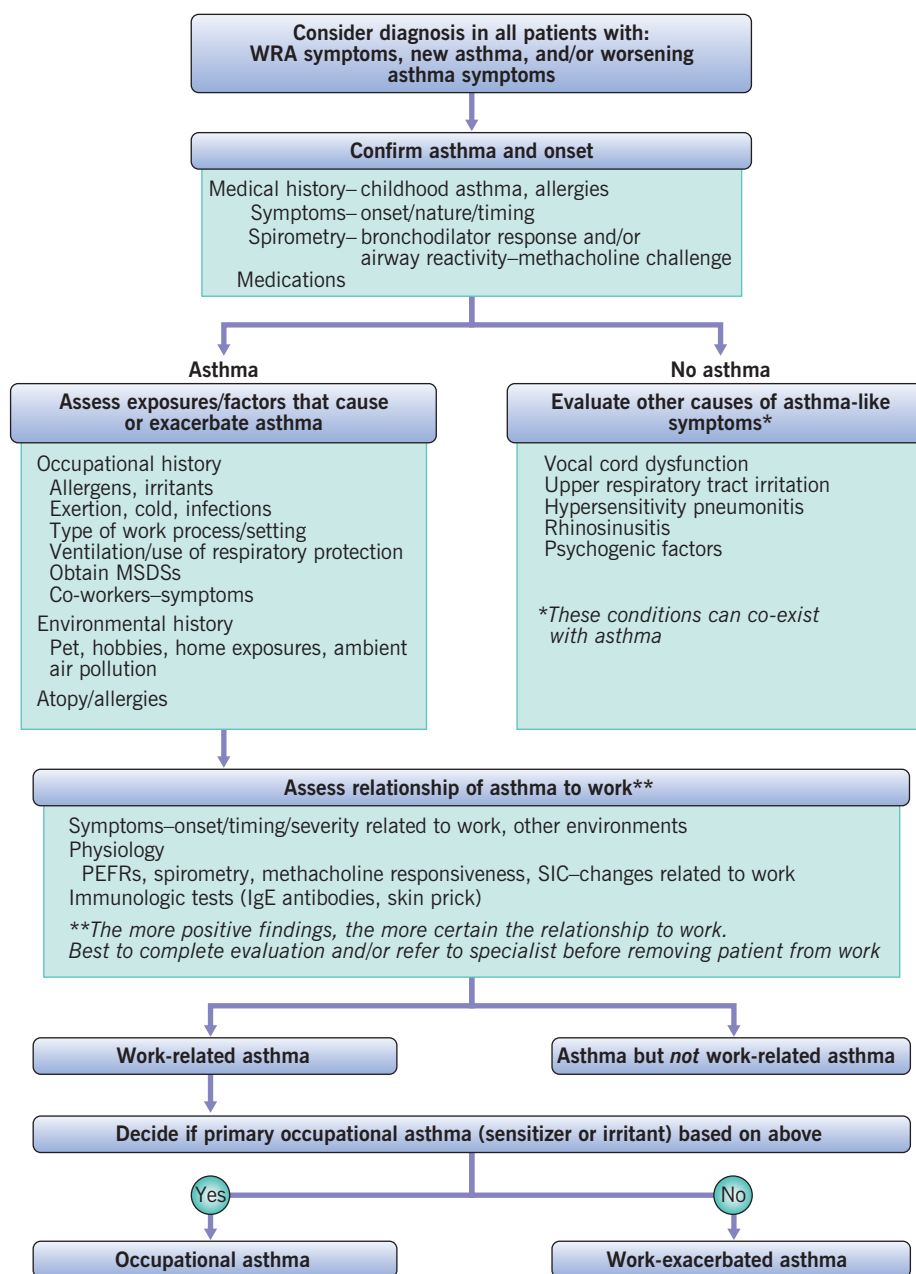 Consider diagnosis in all patients with:
WRA symptoms, new asthma, and/or worsening
asthma symptoms
Confirm asthma and onset
Medical history–childhood asthma, allergies
Symptoms–onset/nature/timing
Spirometry–bronchodilator response and/or
airway reactivity–methacholine challenge
Medications
Asthma
Assess exposures/factors that cause
or exacerbate asthma
Occupational history
Allergens, irritants
Exertion, cold, infections
Type of work process/setting
Ventilation/use of respiratory protection
Obtain MSDSs
Co-workers–symptoms
Environmental history
Pet, hobbies, home exposures, ambient
air pollution
Atopy/allergies
No asthma
Evaluate other causes of asthma-like
symptoms*
Vocal cord dysfunction
Upper respiratory tract irritation
Hypersensitivity pneumonitis
Rhinosinusitis
Psychogenic factors
*These conditions can co-exist
with asthma
Assess relationship of asthma to work**
Symptoms–onset/timing/severity related to work, other environments
Physiology
PEFRs, spirometry, methacholine responsiveness, SIC–changes related to work
Immunologic tests (IgE antibodies, skin prick)
**The more positive findings, the more certain the relationship to work.
Best to complete evaluation and/or refer to specialist before removing patient from work
Work-related asthma
Asthma but not work-related asthma
Decide if primary occupational asthma (sensitizer or irritant) based on above
Yes
No
Occupational asthma
Work-exacerbated asthma